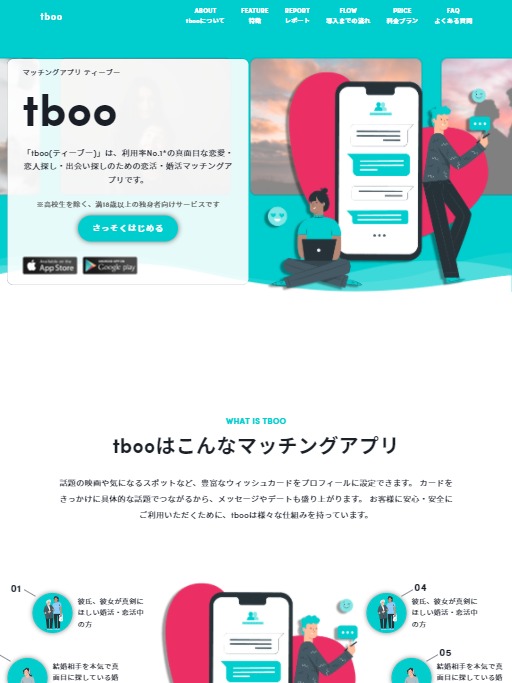 tboo
ABOUT
tbooについて
FEATURE
特徴
REPORT
レポート
FLOW
導入までの流れ
PRICE
料金プラン
FAQ
よくある質問
マッチングアプリ ティーブー
tboo
「tboo(ティーブー)」は、利用率No.1*の真面目な恋愛・
恋人探し・出会い探しのための恋活・婚活マッチングア
プリです。
※高校生を除く、満18歳以上の独身者向けサービスです
さっそくはじめる
Available on the
App Store
Google play
WHAT IS TBOO
tbooはこんなマッチングアプリ
話題の映画や気になるスポットなど、豊富なウィッシュカードをプロフィールに設定できます。 カードを
きっかけに具体的な話題でつながるから、メッセージやデートも盛り上がります。 お客様に安心・安全に
ご利用いただくために、tbooは様々な仕組みを持っています。
01
彼氏、彼女が真剣に
ほしい婚活・恋活中
の方
04
彼氏、彼女が真剣に
ほしい婚活・恋活中
の方
結婚相手を本気で真
面目に探している婚
05
結婚相手を本気で真
面目に探している婚